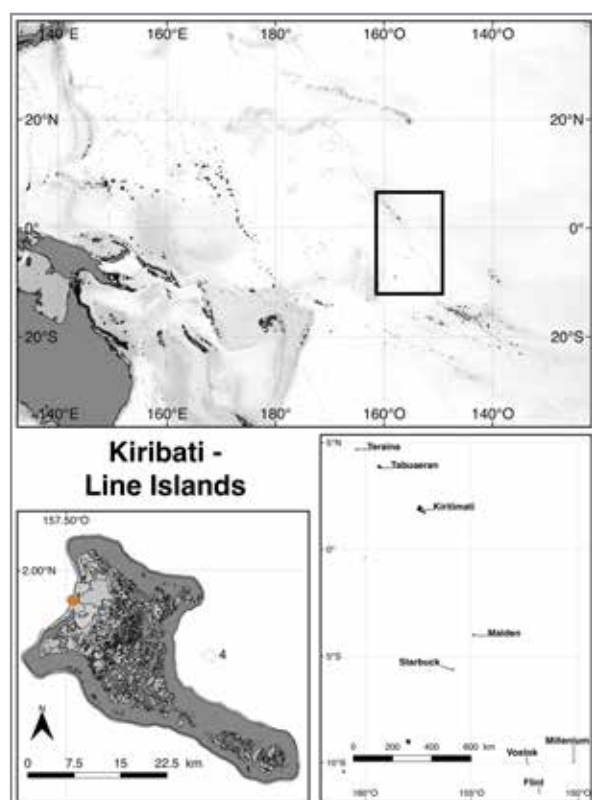 140°E 160°E 180° 160°O 140°O
20°N 20°N
0° 0°
20°S 20°S
140°E 160°E 180° 160°O 140°O
Kiribati -
Line Islands
157.50°O
2.00°N
4
N
0 7.5 15 22.5 km
5°N
Teraina
Tabuaeran
Kiritimati
0°
Malden
5°S
Starbuck
0 200 400 600 km
Millenium
Vostok
10°S
Flint